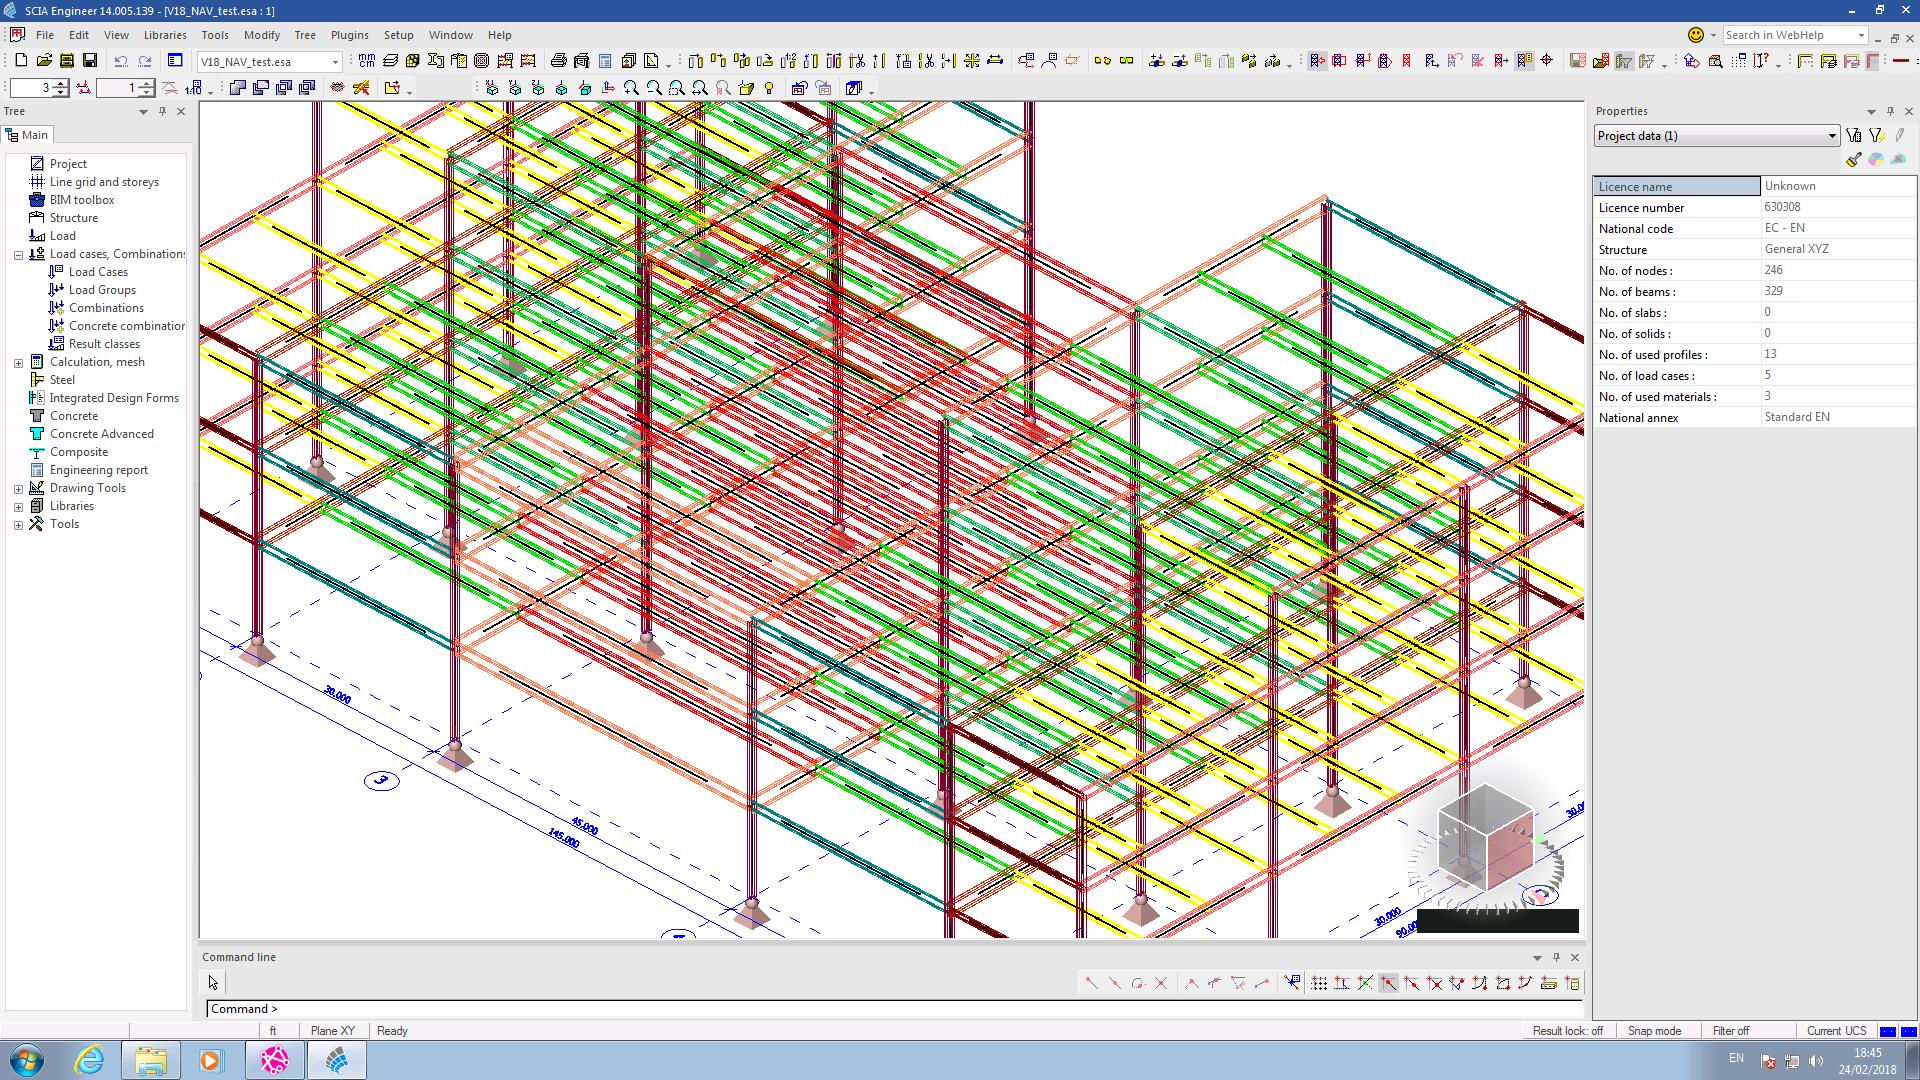 SCIA Engineer 14.005.139 - [V18_NAV_test.esa : 1]
File Edit View Libraries Tools Modify Tree Plugins Setup Window Help
Search in WebHelp
V18_NAV_test.esa
3
1
Tree
Main
Project
Line grid and storeys
BIM toolbox
Structure
Load
Load cases, Combinations
Load Cases
Load Groups
Combinations
Concrete combination
Result classes
Calculation, mesh
Steel
Integrated Design Forms
Concrete
Concrete Advanced
Composite
Engineering report
Drawing Tools
Libraries
Tools
30.000
3
45.000
145.000
30.000
30.000
Properties
Project data (1)
Licence name Unknown
Licence number 630308
National code EC - EN
Structure General XYZ
No. of nodes : 246
No. of beams : 329
No. of slabs : 0
No. of solids : 0
No. of used profiles : 13
No. of load cases : 5
No. of used materials : 3
National annex Standard EN
Command line
Command >
ft Plane XY Ready
Result lock: off Snap mode Filter off Current UCS
EN
18:45
24/02/2018